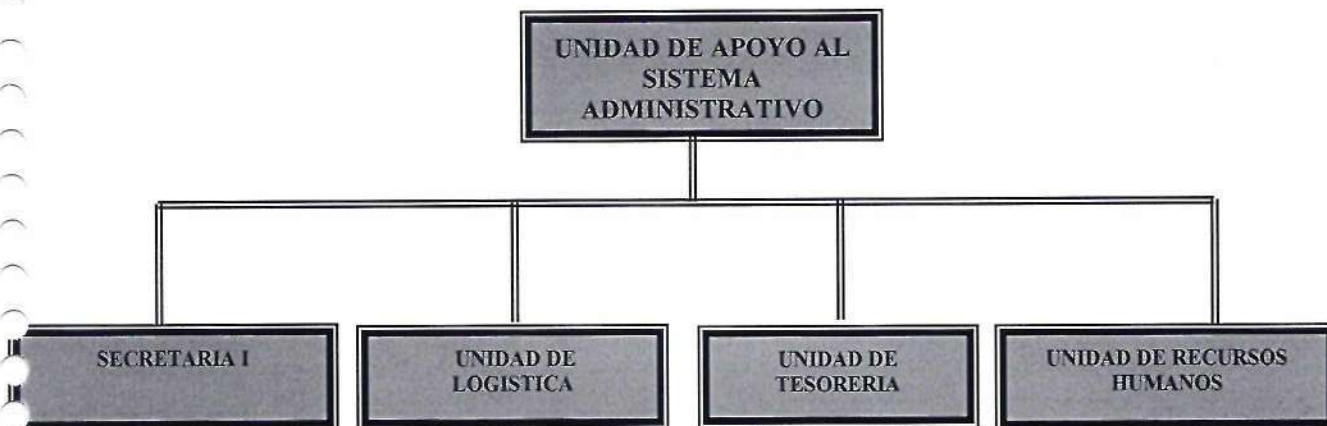 UNIDAD DE APOYO AL
SISTEMA
ADMINISTRATIVO
SECRETARIA I
UNIDAD DE
LOGISTICA
UNIDAD DE
TESORERIA
UNIDAD DE RECURSOS
HUMANOS